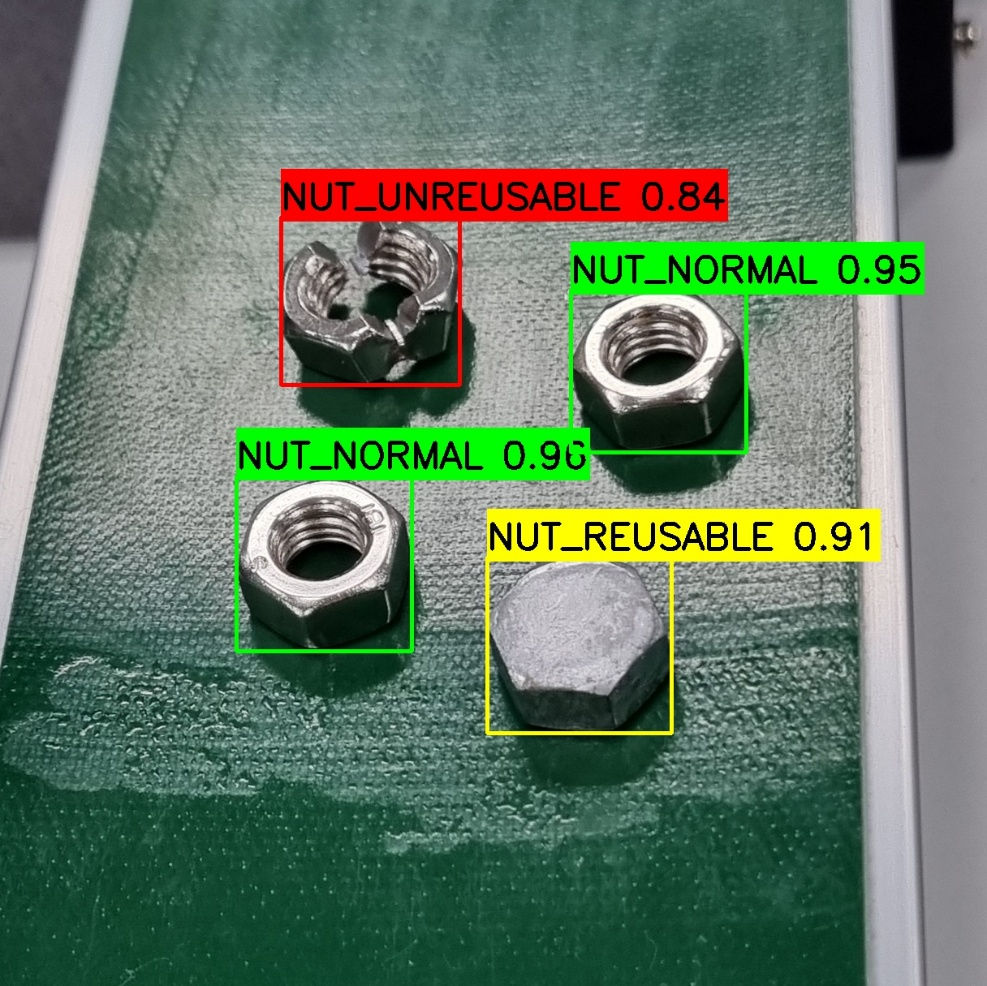 NUT_UNREUSABLE 0.84
NUT_NORMAL 0.95
NUT_NORMAL 0.96
NUT_REUSABLE 0.91